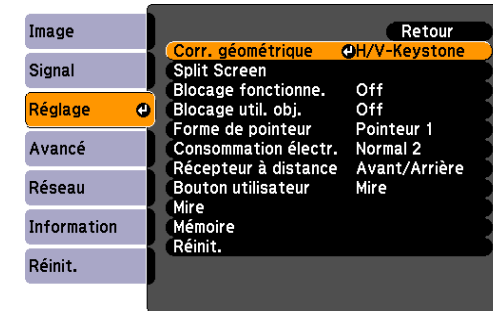 Image
Signal
Réglage
Avancé
Réseau
Information
Réinit.
Retour
Corr. géométrique H/V-Keystone
Split Screen
Blocage fonctionne. Off
Blocage util. obj. Off
Forme de pointeur Pointeur 1
Consommation électr. Normal 2
Récepteur à distance Avant/Arrière
Bouton utilisateur Mire
Mire
Mémoire
Réinit.